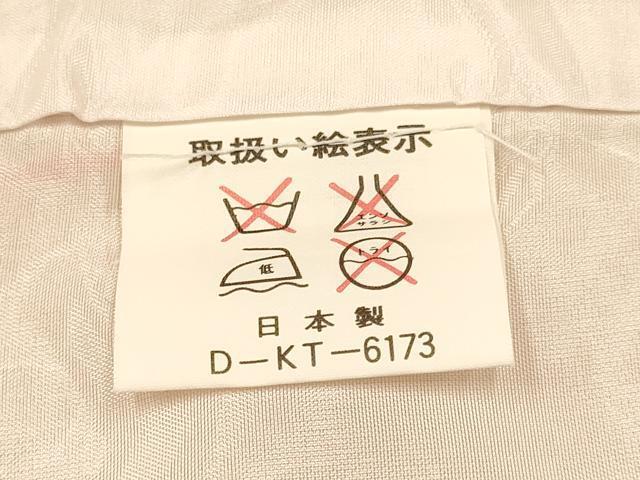 取扱い絵表示
エンソ
サラシ
低
ドライ
日本製
D-KT-6173